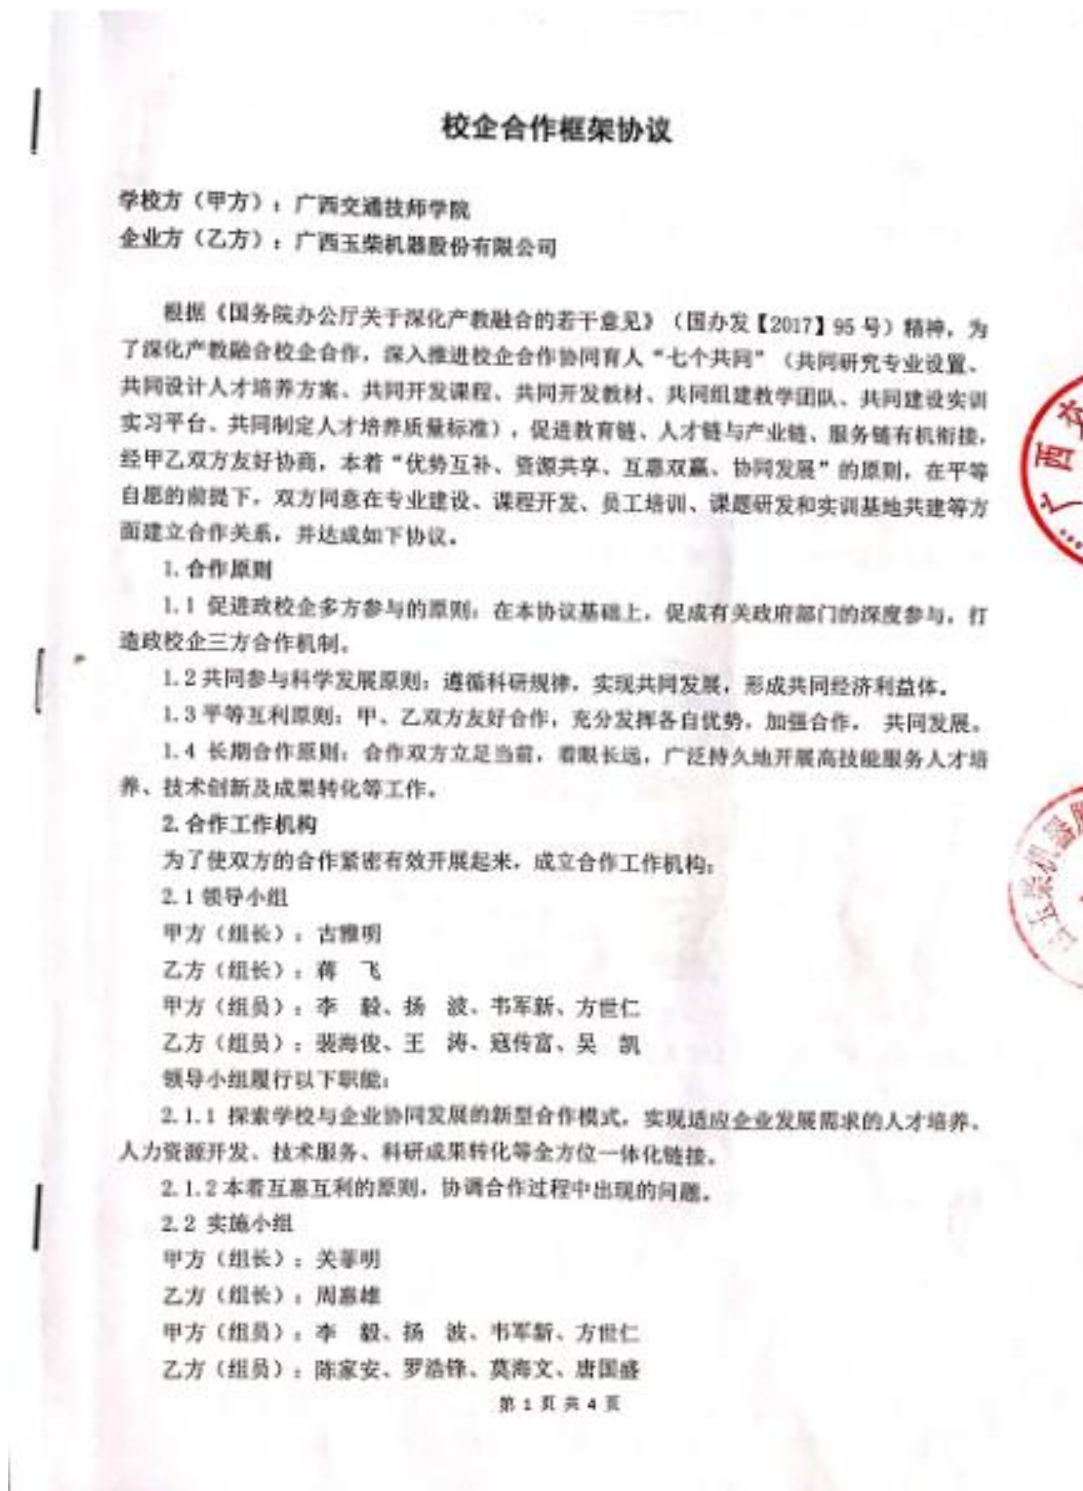 校企合作框架协议
学校方（甲方）：广西交通技师学院
企业方（乙方）：广西玉柴机器股份有限公司
根据《国务院办公厅关于深化产教融合的若干意见》（国办发【2017】95 号）精神，为
了深化产教融合校企合作，深入推进校企合作协同育人“七个共同”（共同研究专业设置、
共同设计人才培养方案、共同开发课程、共同开发教材、共同组建教学团队、共同建设实训
实习平台、共同制定人才培养质量标准），促进教育链、人才链与产业链、服务链有机衔接，
经甲乙双方友好协商，本着“优势互补、资源共享、互惠双赢、协同发展”的原则，在平等
自愿的前提下，双方同意在专业建设、课程开发、员工培训、课题研发和实训基地共建等方
面建立合作关系，并达成如下协议。
1.合作原则
1.1 促进政校企多方参与的原则：在本协议基础上，促成有关政府部门的深度参与，打
造政校企三方合作机制。
1.2共同参与科学发展原则：遵循科研规律，实现共同发展，形成共同经济利益体。
1.3平等互利原则：甲、乙双方友好合作，充分发挥各自优势，加强合作， 共同发展。
1.4 长期合作原则：合作双方立足当前，着眼长远，广泛持久地开展高技能服务人才培
养、技术创新及成果转化等工作。
2.合作工作机构
为了使双方的合作紧密有效开展起来，成立合作工作机构：
2.1领导小组
甲方（组长）：古雅明
乙方（组长）：蒋　飞
甲方（组员）：李　毅、扬　波、韦军新、方世仁
乙方（组员）：裴海俊、王　涛、寇传富、吴　凯
领导小组履行以下职能：
2.1.1 探索学校与企业协同发展的新型合作模式，实现适应企业发展需求的人才培养、
人力资源开发、技术服务、科研成果转化等全方位一体化链接。
2.1.2本着互惠互利的原则，协调合作过程中出现的问题。
2.2 实施小组
甲方（组长）：关菲明
乙方（组长）：周惠雄
甲方（组员）：李　毅、扬　波、韦军新、方世仁
乙方（组员）：陈家安、罗浩锋、莫海文、唐国盛
第 1 页 共 4 页
广西交
玉柴机器股